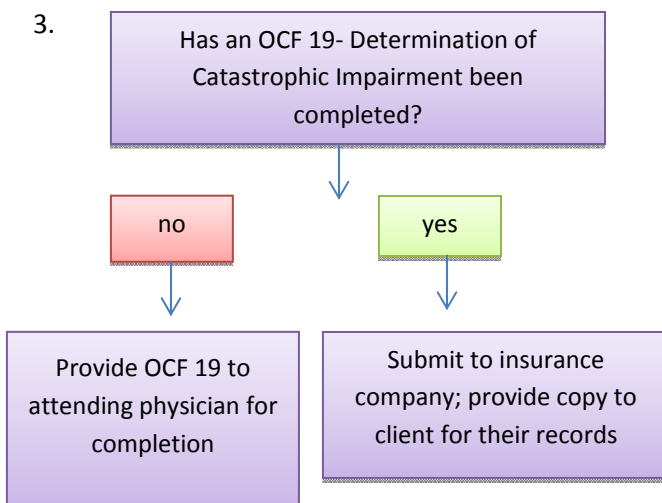 3.
Has an OCF 19- Determination of
Catastrophic Impairment been
completed?
no
yes
Provide OCF 19 to
attending physician for
completion
Submit to insurance
company; provide copy to
client for their records